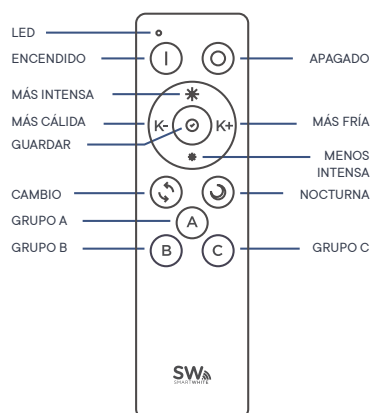 LED
ENCENDIDO
APAGADO
MÁS INTENSA
MÁS CÁLIDA
K-
K+
MÁS FRÍA
GUARDAR
MENOS
INTENSA
CAMBIO
NOCTURNA
GRUPO A
A
GRUPO B
B
C
GRUPO C
SW
SMARTWHITE